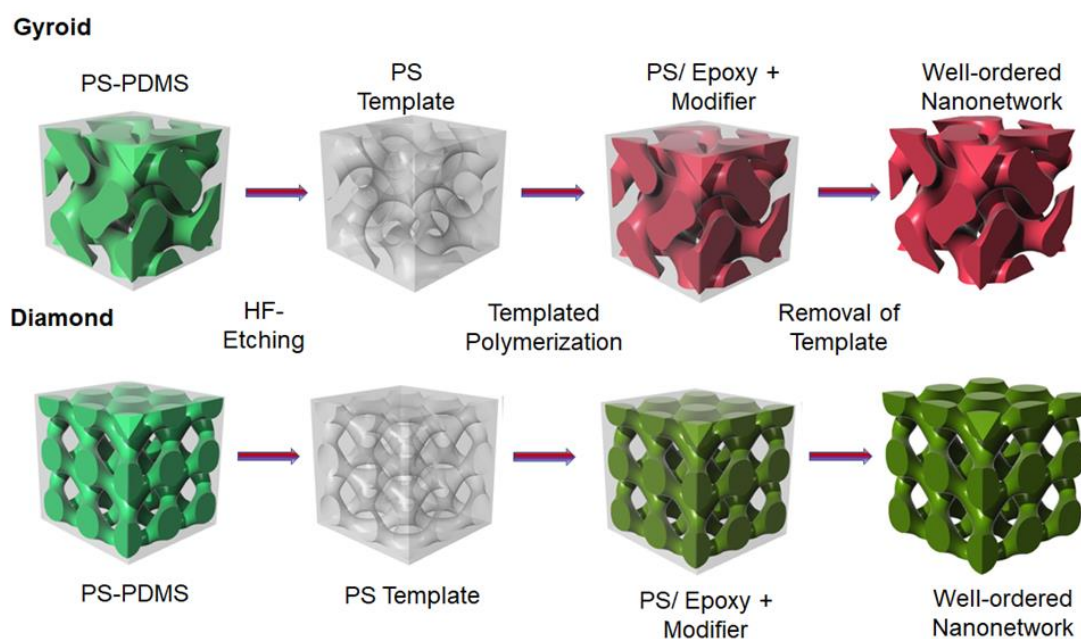 Gyroid
PS-PDMS
PS
Template
PS/ Epoxy +
Modifier
Well-ordered
Nanonetwork
Diamond
HF-
Etching
Templated
Polymerization
Removal of
Template
PS-PDMS
PS Template
PS/ Epoxy +
Modifier
Well-ordered
Nanonetwork